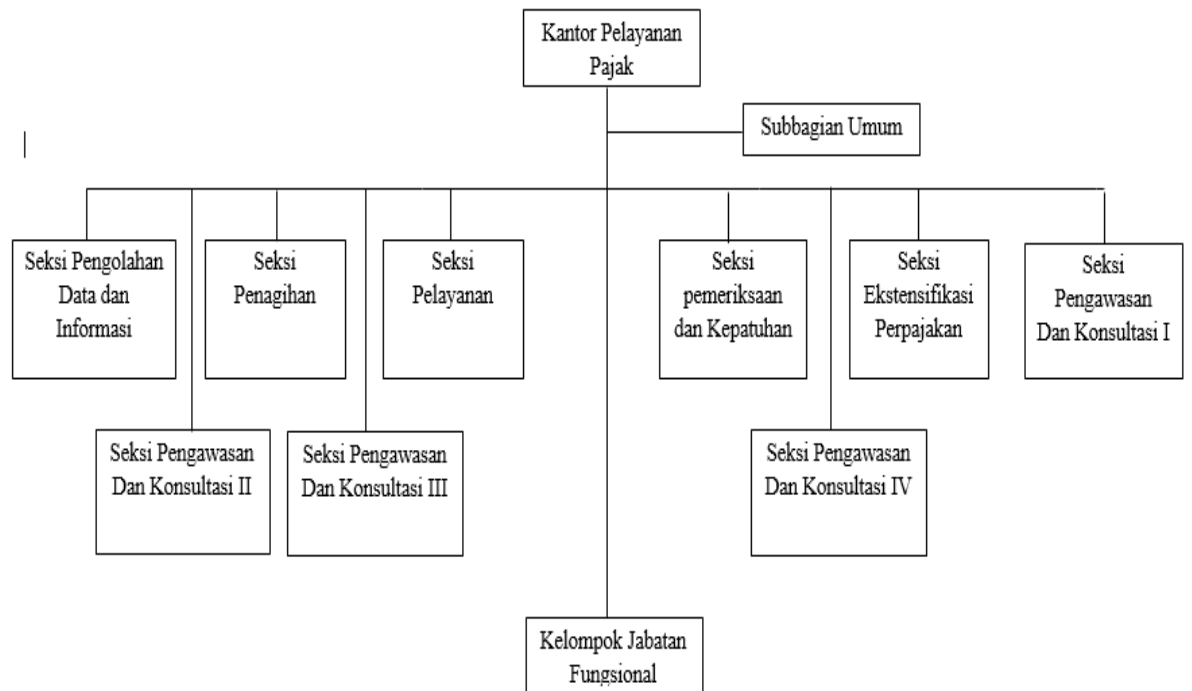 Kantor Pelayanan
Pajak
Subbagian Umum
Seksi Pengolahan
Data dan
Informasi
Seksi
Penagihan
Seksi
Pelayanan
Seksi
pemeriksaan
dan Kepatuhan
Seksi
Ekstensifikasi
Perpajakan
Seksi
Pengawasan
Dan Konsultasi I
Seksi Pengawasan
Dan Konsultasi II
Seksi Pengawasan
Dan Konsultasi III
Seksi Pengawasan
Dan Konsultasi IV
Kelompok Jabatan
Fungsional